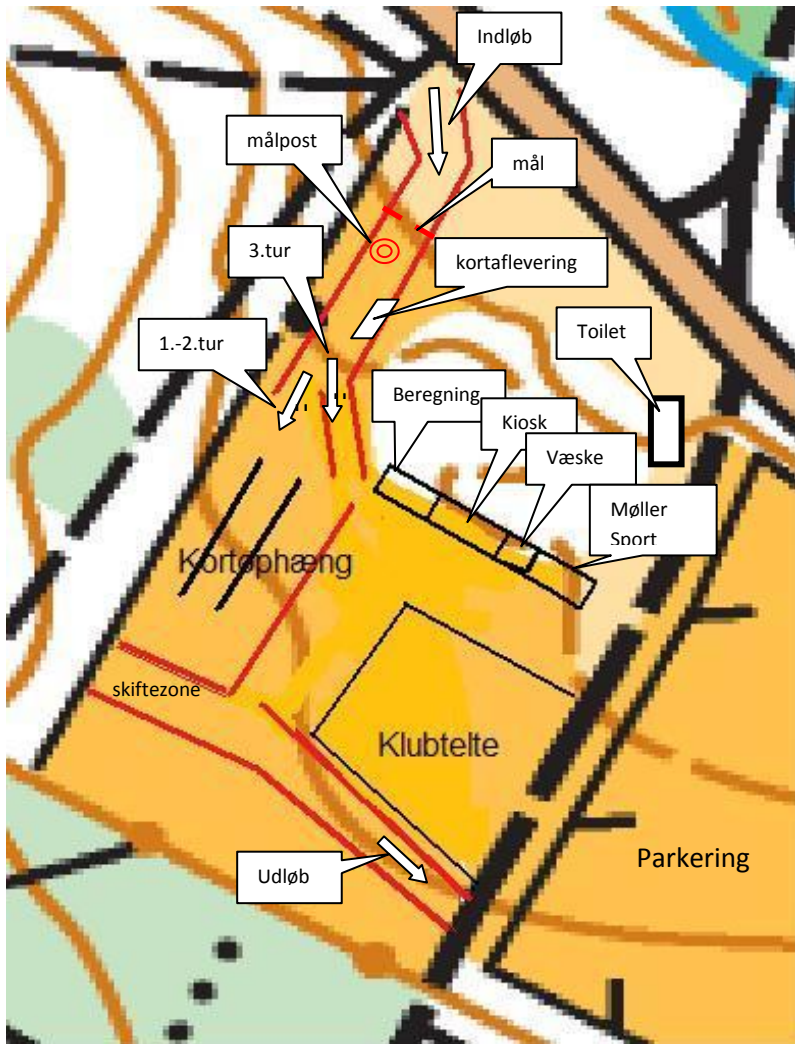 Indløb
målpost
mål
3.tur
kortaflevering
1.-2.tur
Toilet
Beregning
Kiosk
Væske
Møller
Sport
Kortophæng
skiftezone
Klubtelte
Udløb
Parkering